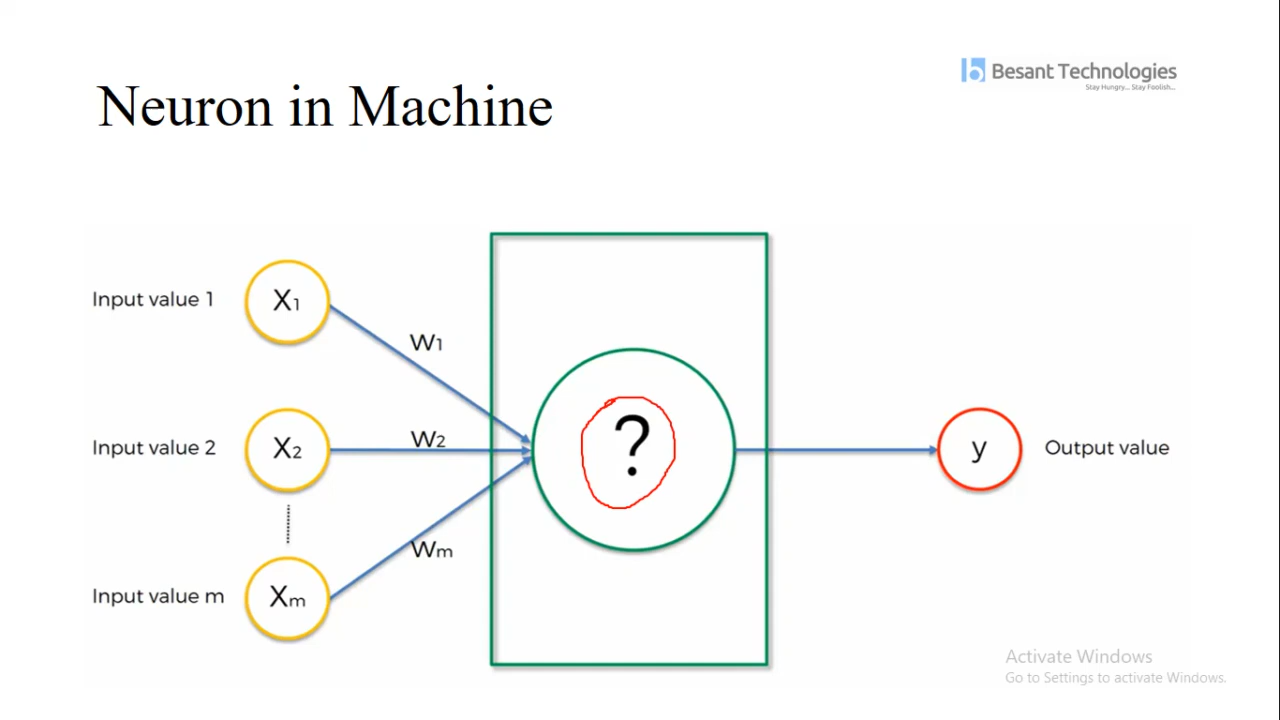 Neuron in Machine
Besant Technologies
Stay Hungry... Stay Foolish...
Input value 1
X1
W1
Input value 2
X2
W2
?
y
Output value
Input value m
Xm
Wm
Activate Windows
Go to Settings to activate Windows.